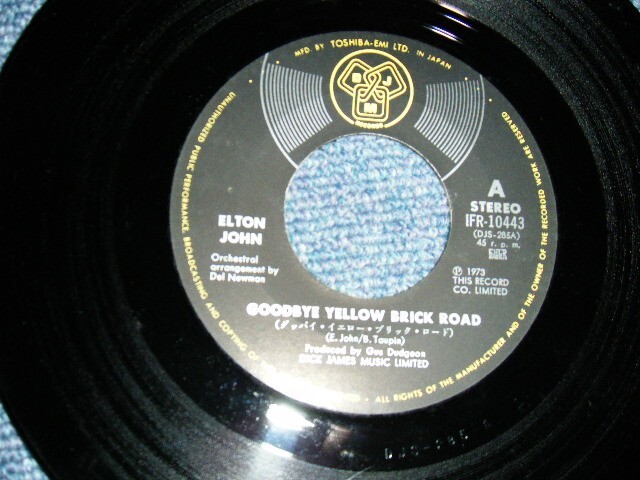 MFD. BY TOSHIBA-EMI LTD. IN JAPAN
D J M
RECORDS
UNAUTHORIZED PUBLIC PERFORMANCE, BROADCASTING AND COPYING OF
• ALL RIGHTS OF THE MANUFACTURER AND OF THE OWNER OF THE RECORDED WORK ARE RESERVED
A
STEREO
IFR-10443
(DJS-285A)
45 r. p. m.
ELTON
JOHN
Orchestral
arrangement by
Del Newman
Ⓟ 1973
THIS RECORD
CO. LIMITED
GOODBYE YELLOW BRICK ROAD
(グッバイ・イエロー・ブリック・ロード)
(E. John/B. Taupin)
Produced by Gus Dudgeon
DICK JAMES MUSIC LIMITED